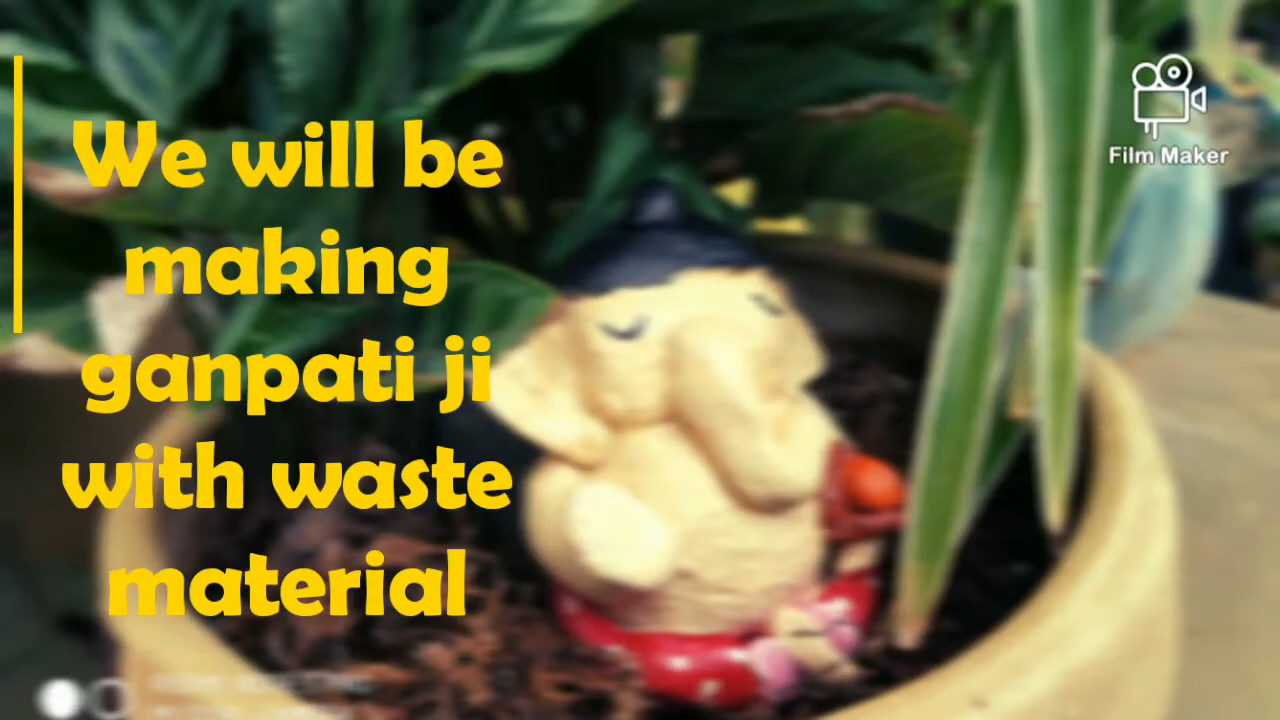 We will be
making
ganpati ji
with waste
material
Film Maker